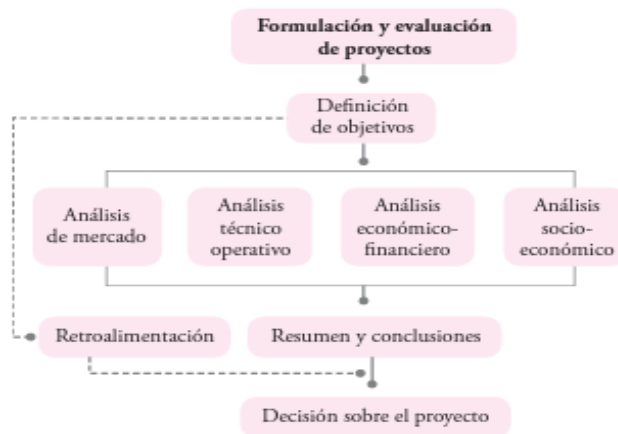 Formulación y evaluación
de proyectos
Definición
de objetivos
Análisis
de mercado
Análisis
técnico
operativo
Análisis
económico-
financiero
Análisis
socio-
económico
Retroalimentación
Resumen y conclusiones
Decisión sobre el proyecto